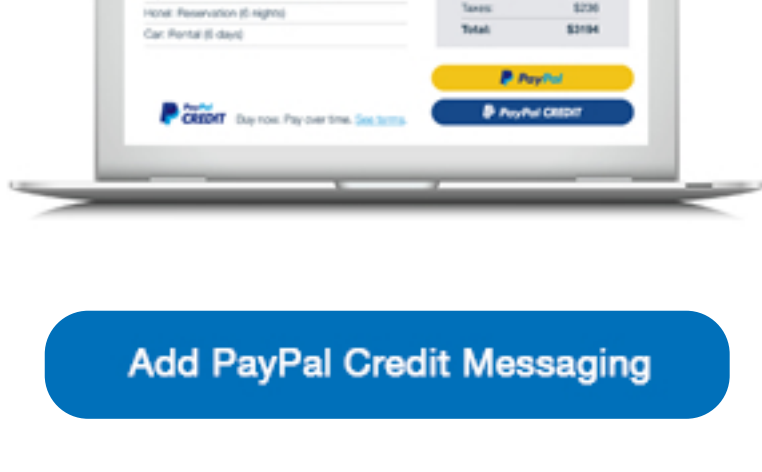 Hotel: Reservation (6 nights)
Car: Rental (6 days)
Taxes: $236
Total: $3194
PayPal
PayPal CREDIT
PayPal CREDIT Buy now. Pay over time. See terms.
Add PayPal Credit Messaging